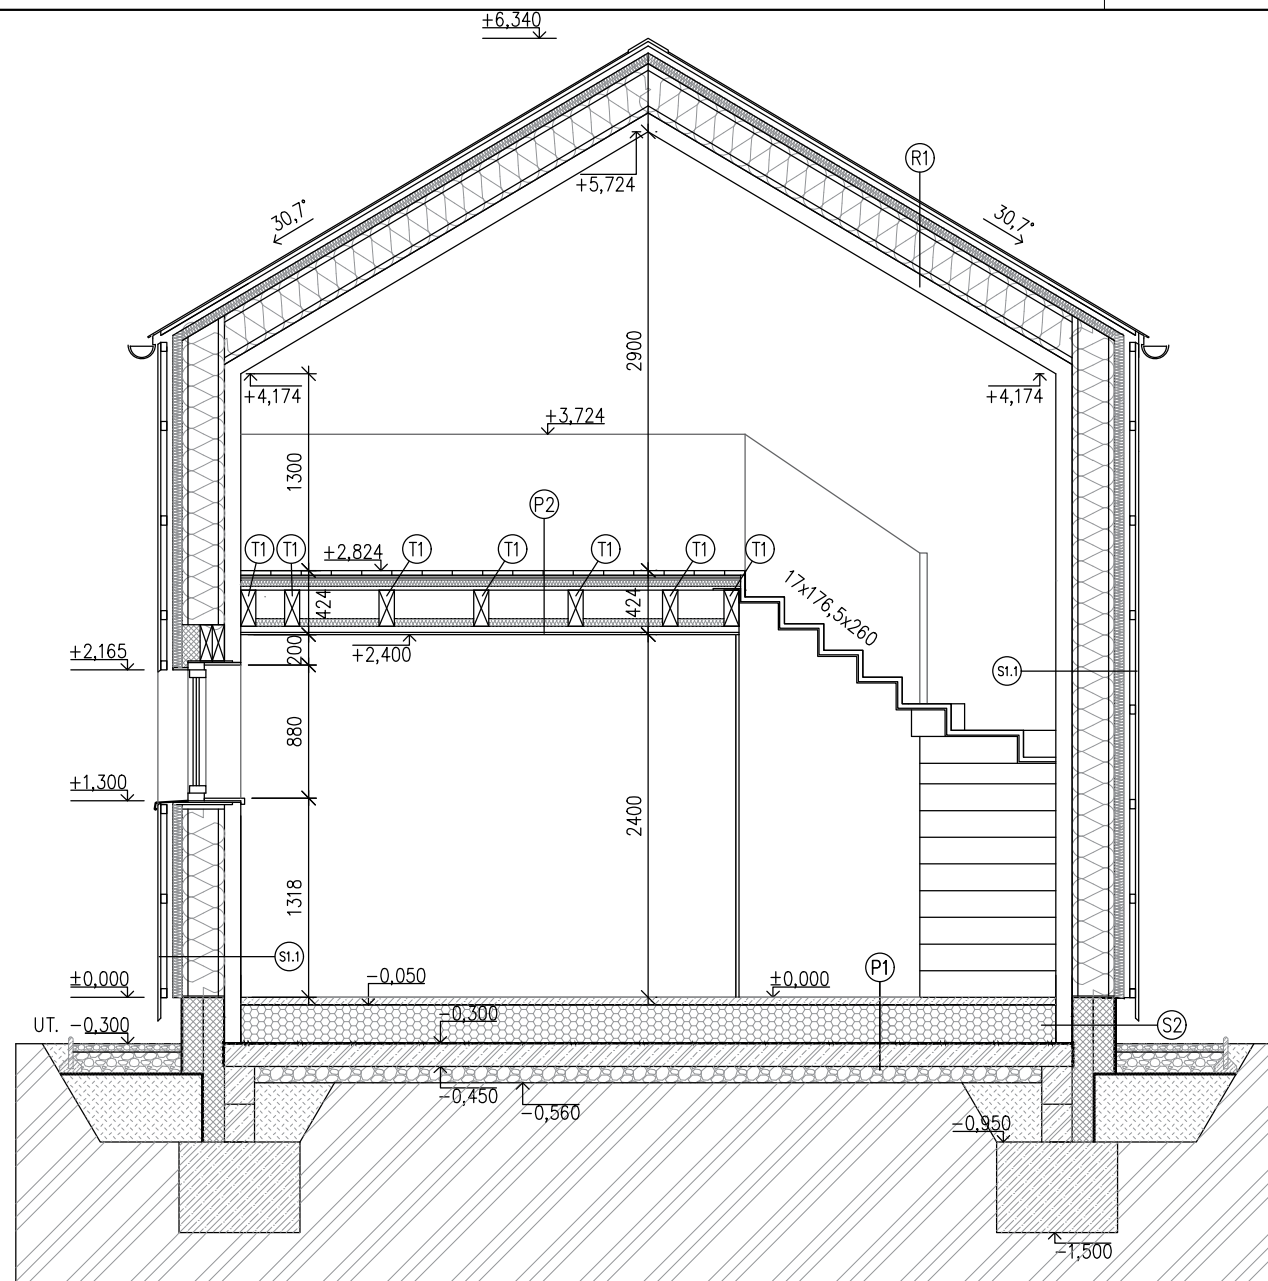 +6,340
R1
+5,724
30,7°
30,7°
2900
+4,174
+4,174
+3,724
1300
P2
T1
T1
T1
T1
T1
T1
T1
+2,824
17x176,5x260
424
424
200
+2,400
+2,165
S1.1
880
+1,300
2400
1318
S1.1
P1
±0,000
-0,050
±0,000
UT. -0,300
-0,300
S2
-0,450
-0,560
-0,950
-1,500